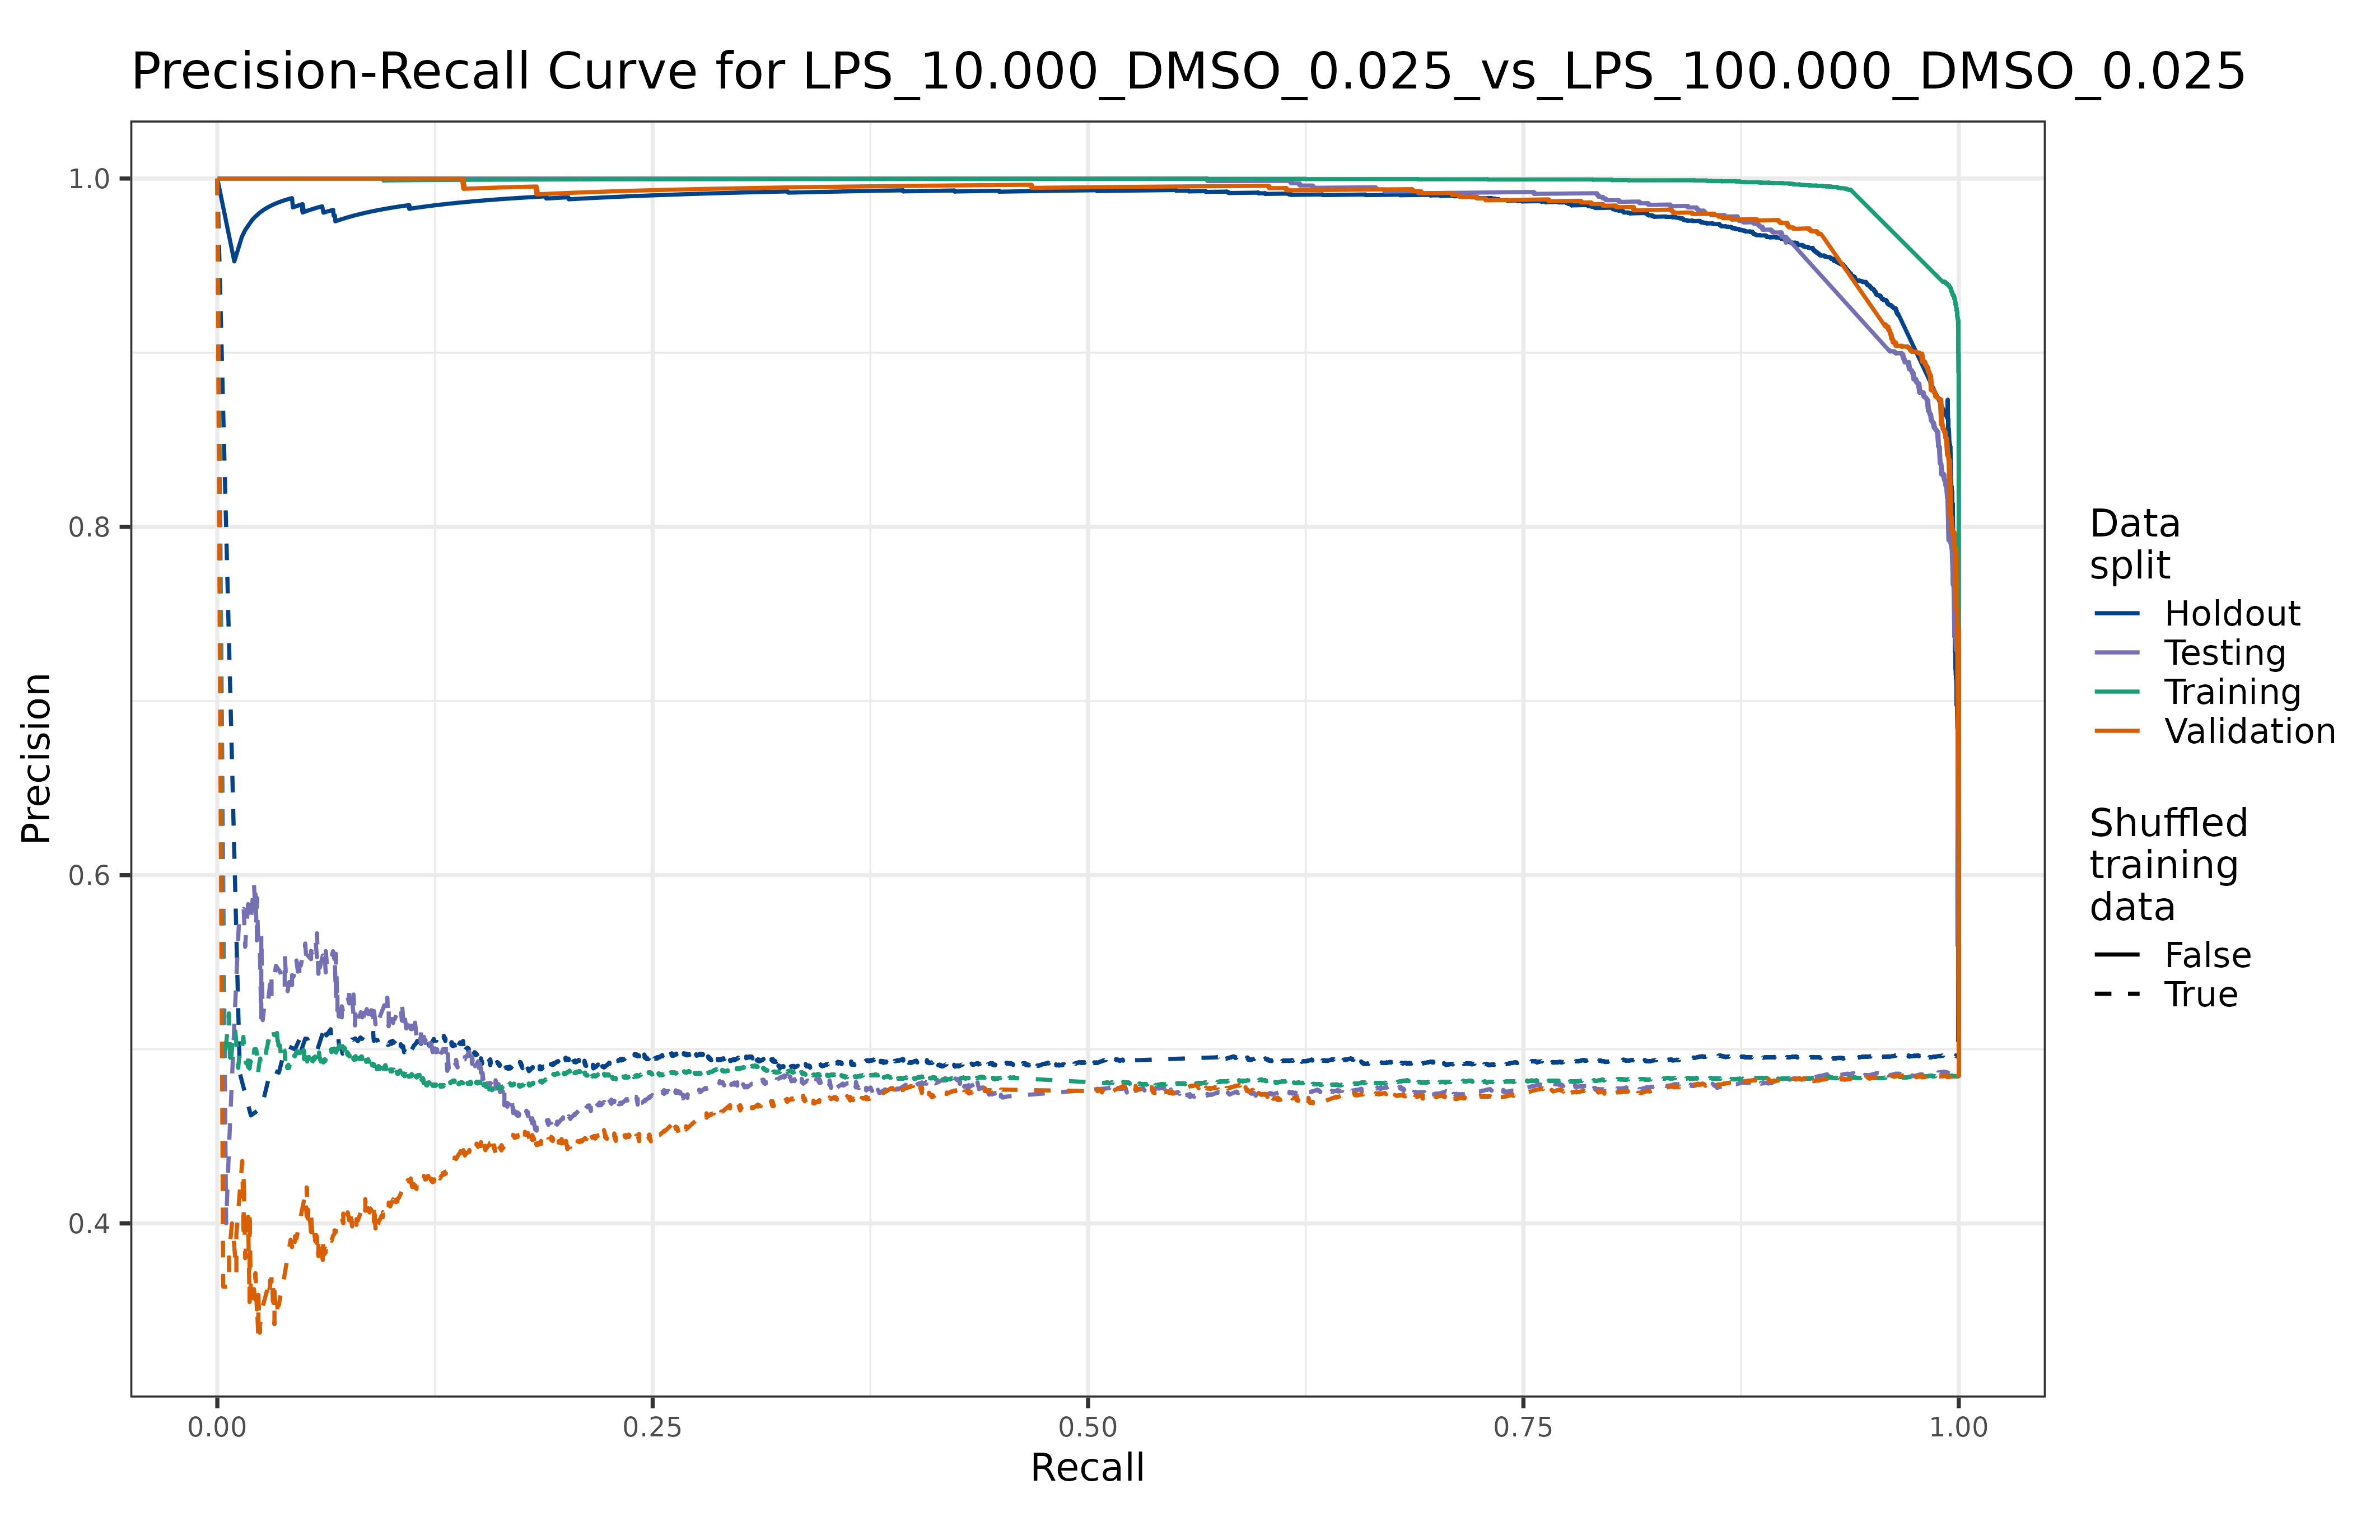 Precision-Recall Curve for LPS_10.000_DMSO_0.025_vs_LPS_100.000_DMSO_0.025
1.0
0.8
0.6
0.4
Precision
0.00
0.25
0.50
0.75
1.00
Recall
Data
split
Holdout
Testing
Training
Validation
Shuffled
training
data
False
True